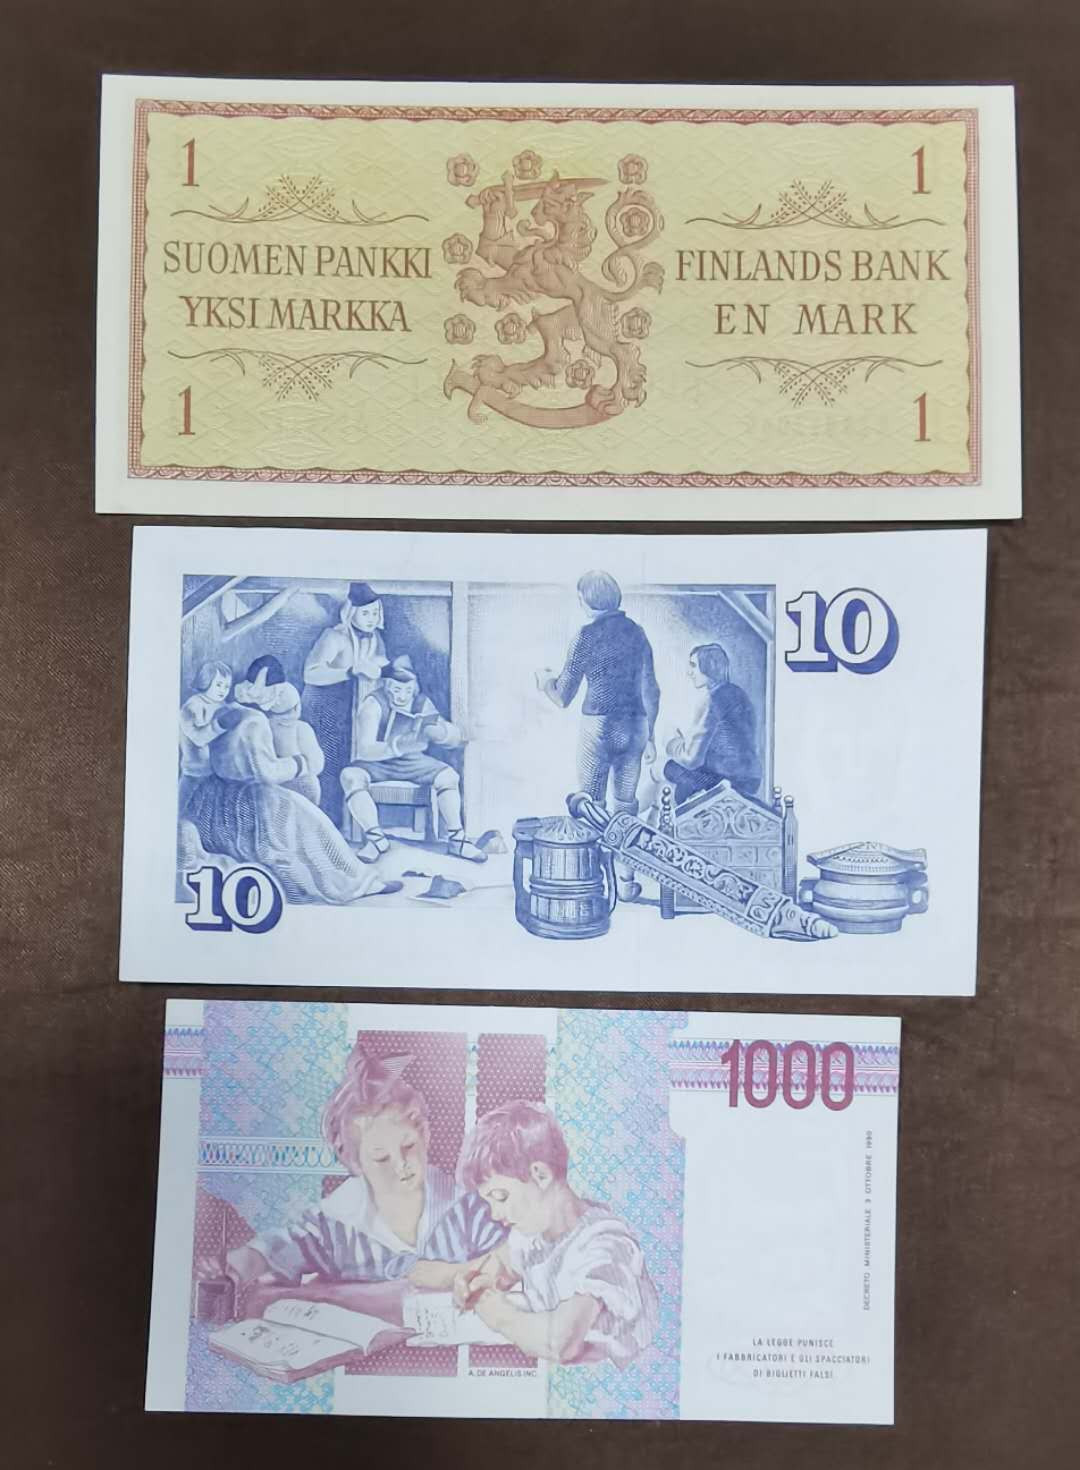 1
1
SUOMEN PANKKI
FINLANDS BANK
YKSI MARKKA
EN MARK
1
1
10
10
1000
DECRETO MINISTERIALE 3 OTTOBRE 1990
LA LEGGE PUNISCE
I FABBRICATORI E GLI SPACCIATORI
DI BIGLIETTI FALSI
A. DE ANGELIS INC.